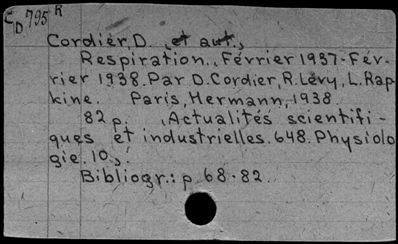 C/D 795 R
Cordier, D. et aut.,
Respiration., Février 1937-Fév-
rier 1938. Par D. Cordier, R. Levy, L. Rap-
kine. Paris, Hermann, 1938.
82 p. (Actualités scientifi-
ques et industrielles. 648. Physiolo
gie. 10.)
Bibliogr.: p. 68-82